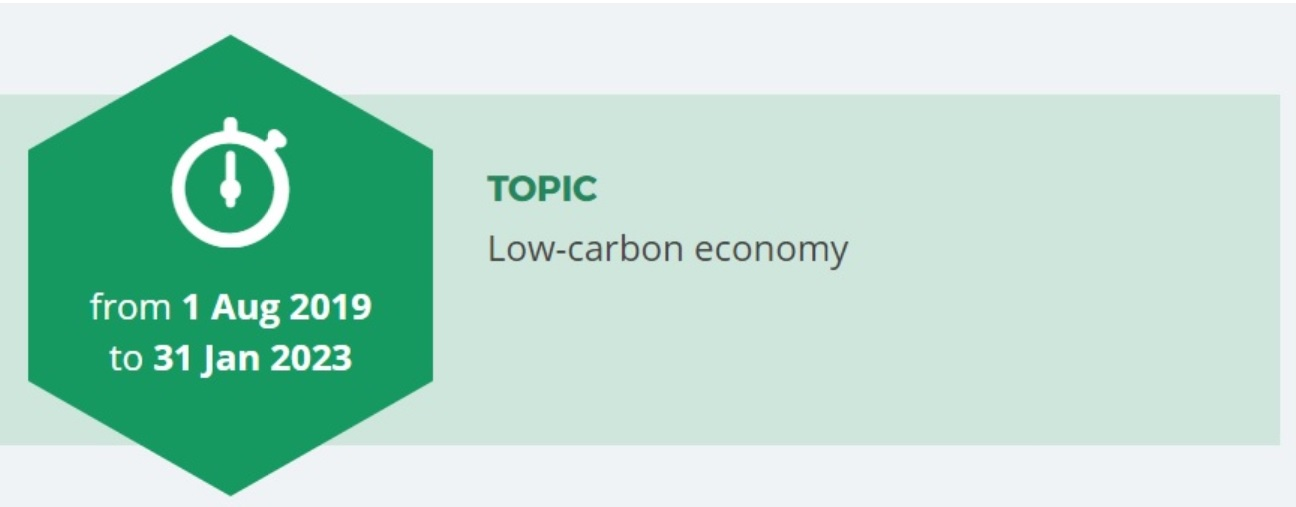 from 1 Aug 2019
to 31 Jan 2023
TOPIC
Low-carbon economy